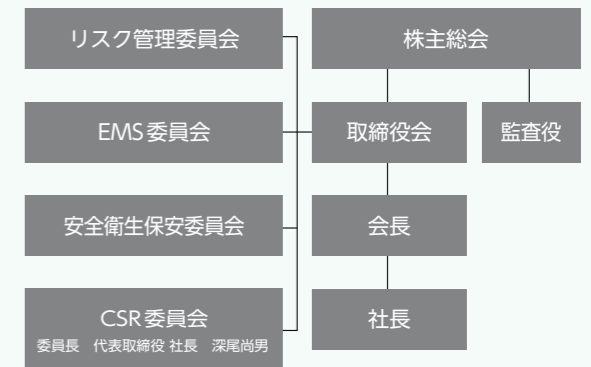 リスク管理委員会
株主総会
EMS委員会
取締役会
監査役
安全衛生保安委員会
会長
CSR委員会
委員長　代表取締役 社長　深尾尚男
社長